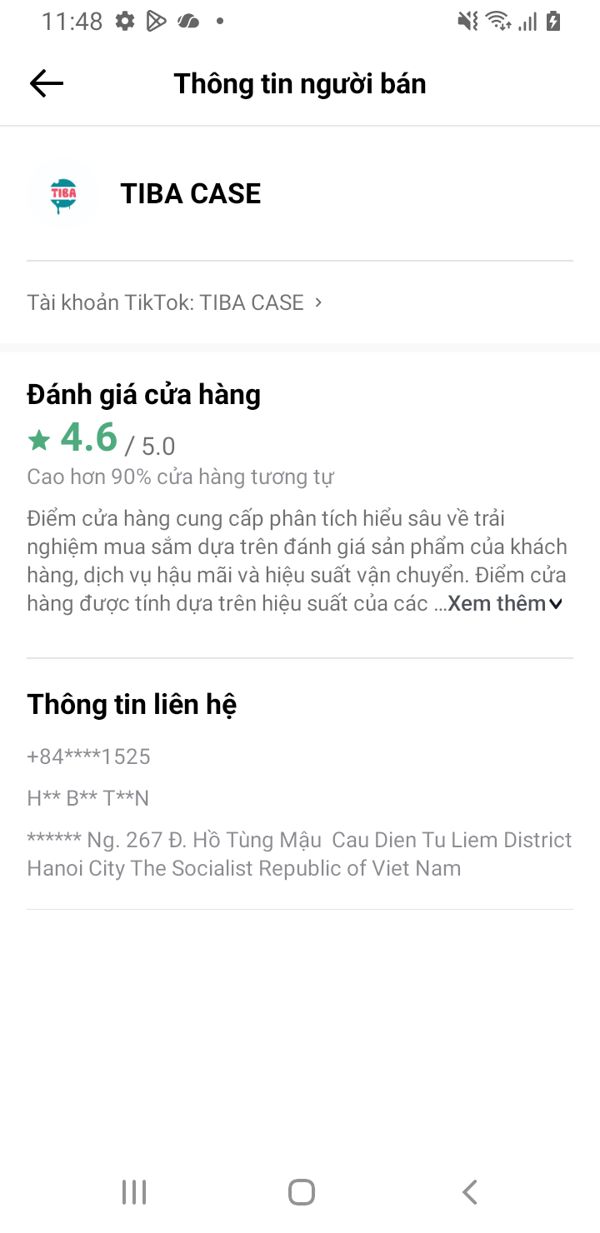 11:48
Thông tin người bán
TIBA
TIBA CASE
Tài khoản TikTok: TIBA CASE >
Đánh giá cửa hàng
4.6 / 5.0
Cao hơn 90% cửa hàng tương tự
Điểm cửa hàng cung cấp phân tích hiểu sâu về trải
nghiệm mua sắm dựa trên đánh giá sản phẩm của khách
hàng, dịch vụ hậu mãi và hiệu suất vận chuyển. Điểm cửa
hàng được tính dựa trên hiệu suất của các ...Xem thêm
Thông tin liên hệ
+84****1525
H** B** T**N
****** Ng. 267 Đ. Hồ Tùng Mậu  Cau Dien Tu Liem District
Hanoi City The Socialist Republic of Viet Nam